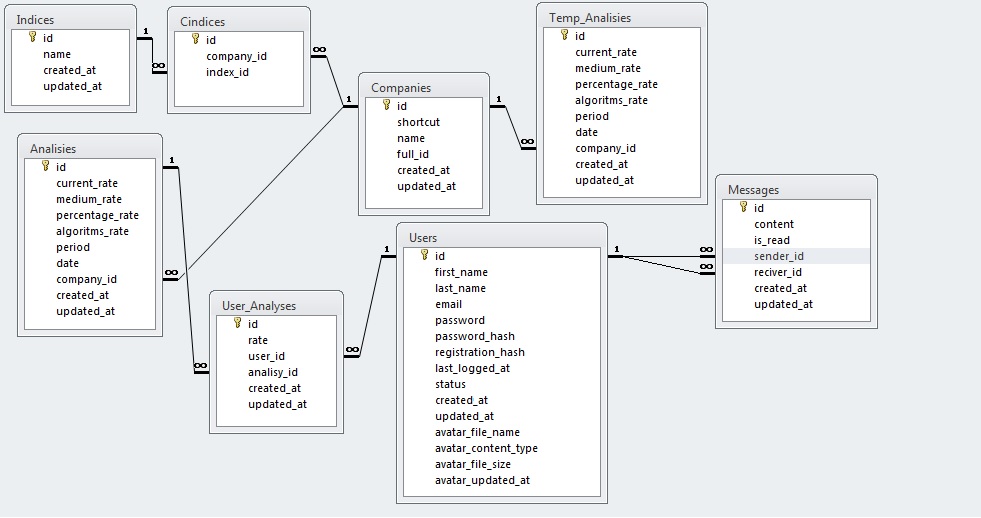 Indices
id
name
created_at
updated_at
1
∞
Cindices
id
company_id
index_id
∞
Companies
id
shortcut
name
full_id
created_at
updated_at
1
1
∞
Temp_Analisies
id
current_rate
medium_rate
percentage_rate
algoritms_rate
period
date
company_id
created_at
updated_at
Analisies
id
current_rate
medium_rate
percentage_rate
algoritms_rate
period
date
company_id
created_at
updated_at
1
∞
∞
User_Analyses
id
rate
user_id
analisy_id
created_at
updated_at
∞
1
Users
id
first_name
last_name
email
password
password_hash
registration_hash
last_logged_at
status
created_at
updated_at
avatar_file_name
avatar_content_type
avatar_file_size
avatar_updated_at
1
∞
∞
Messages
id
content
is_read
sender_id
reciver_id
created_at
updated_at